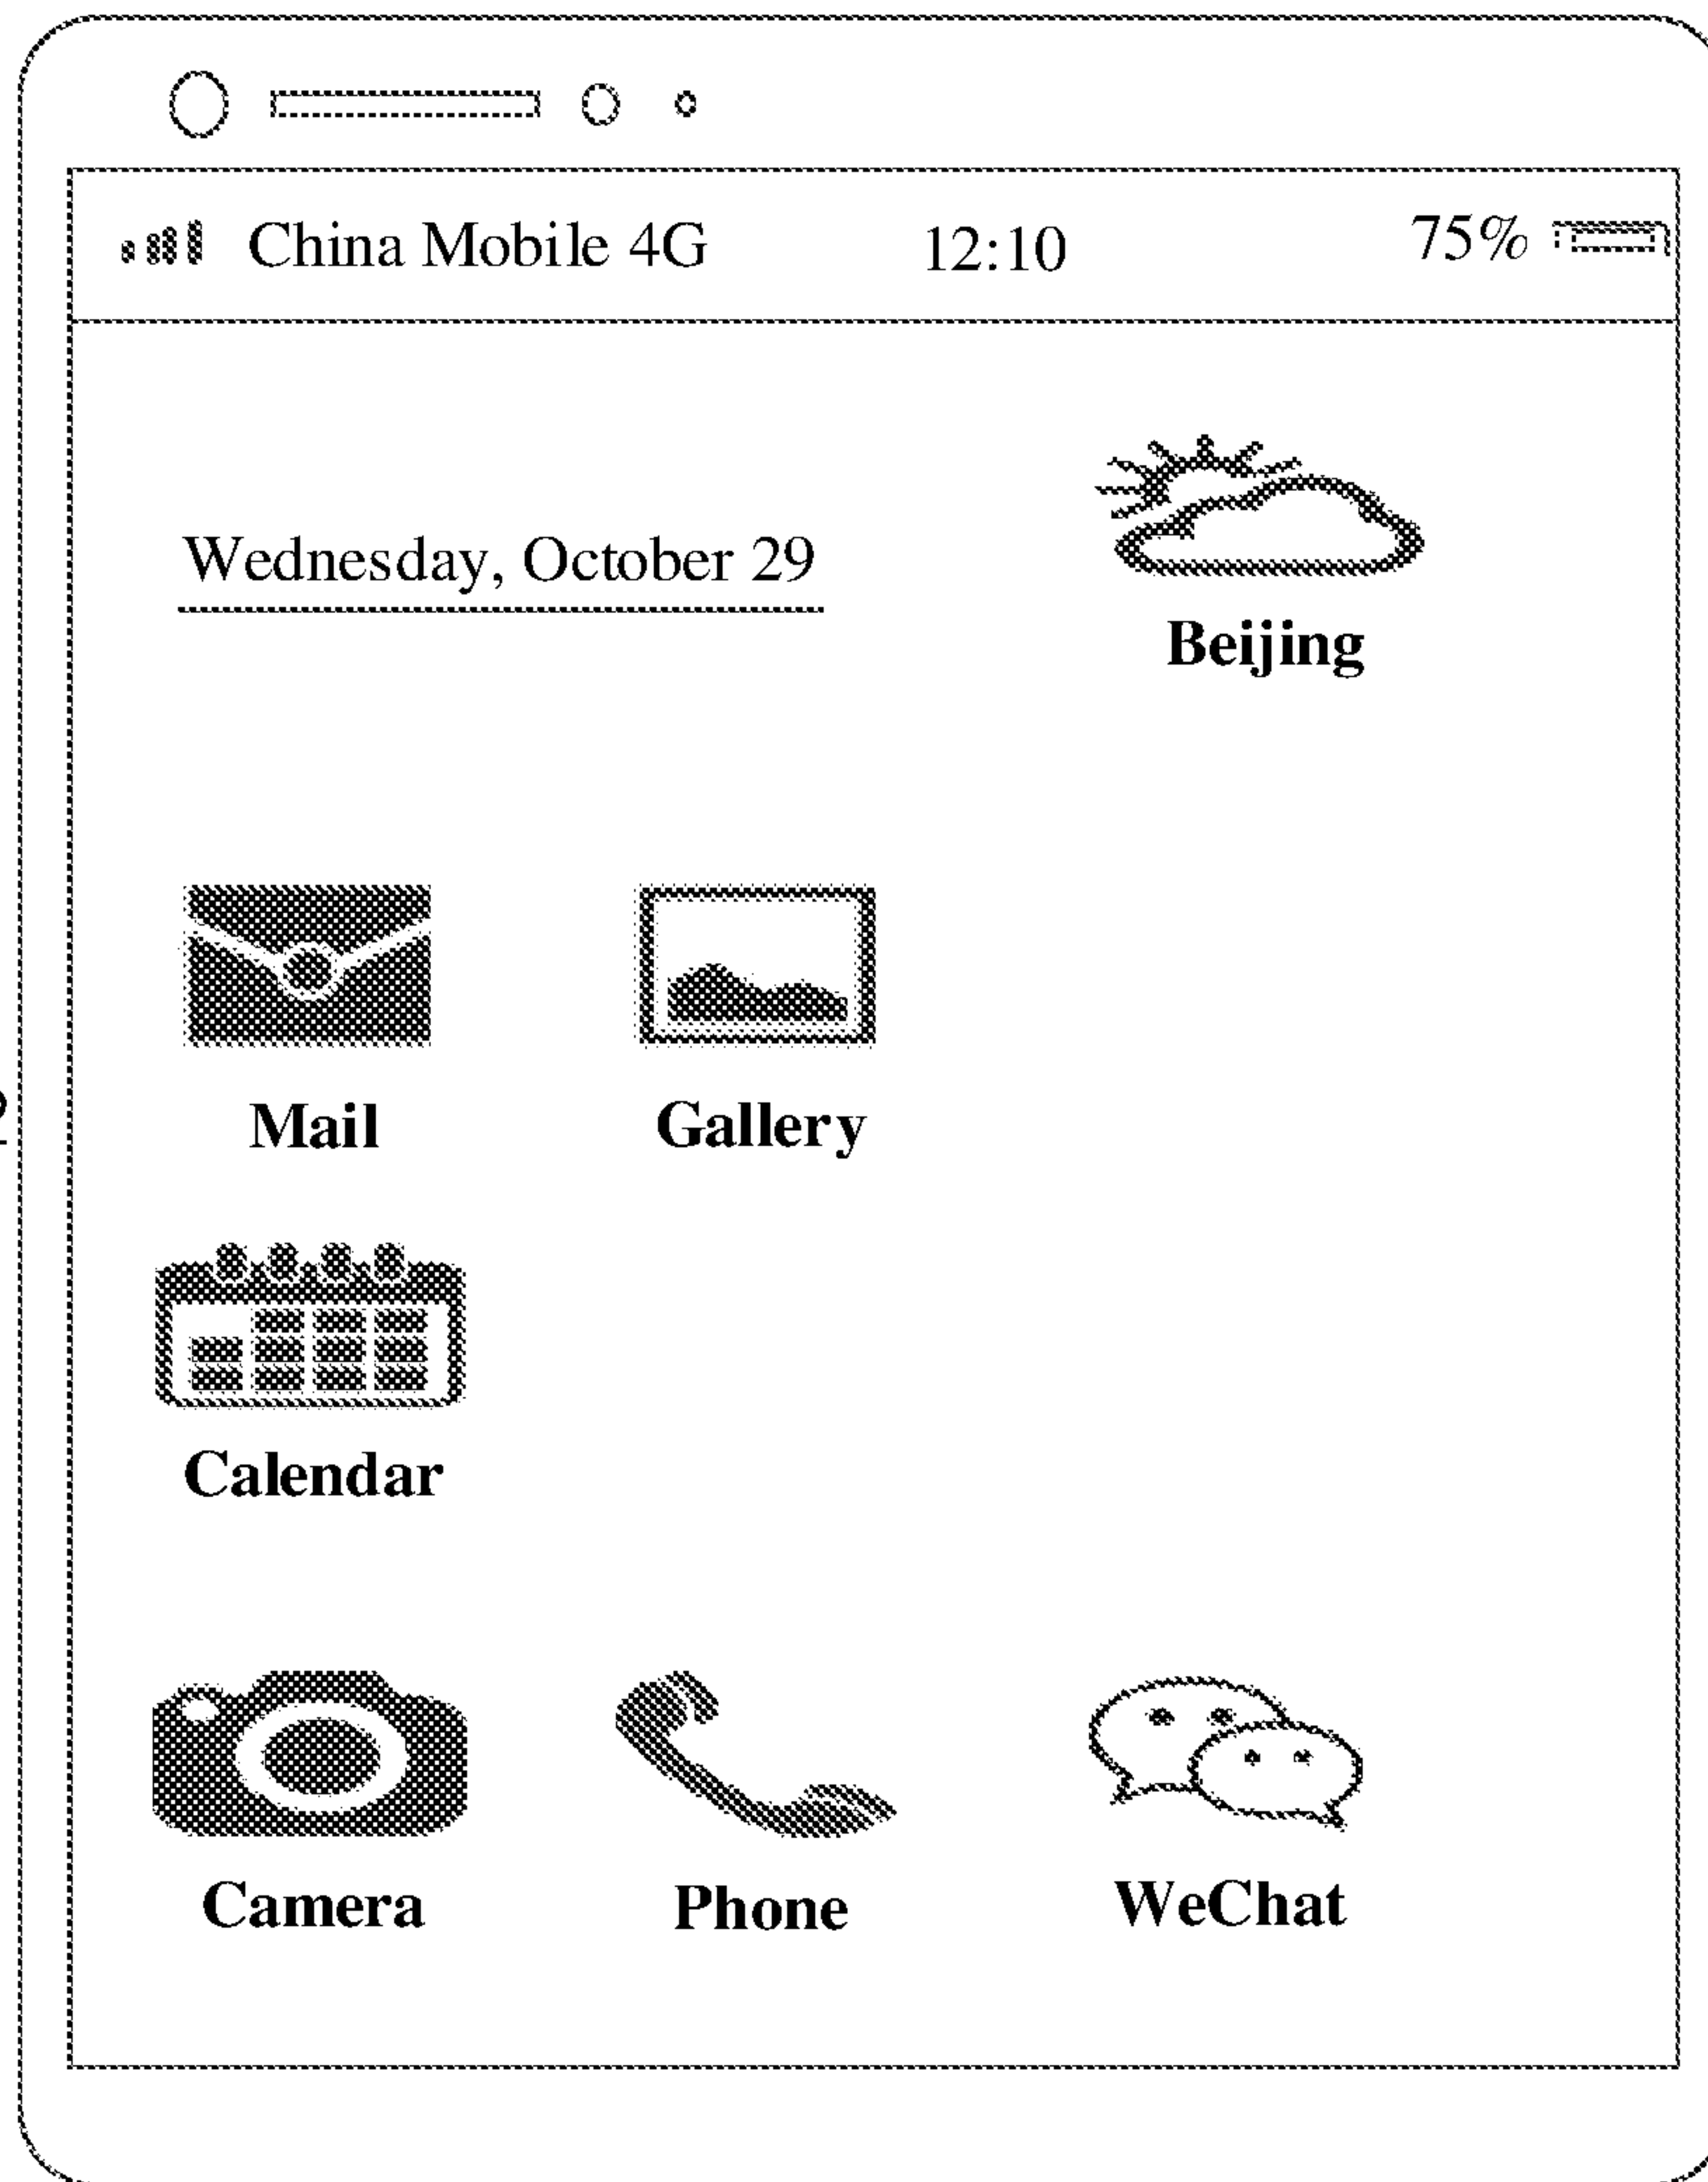 China Mobile 4G 12:10 75%
Wednesday, October 29
Beijing
Mail Gallery
Calendar
Camera Phone WeChat